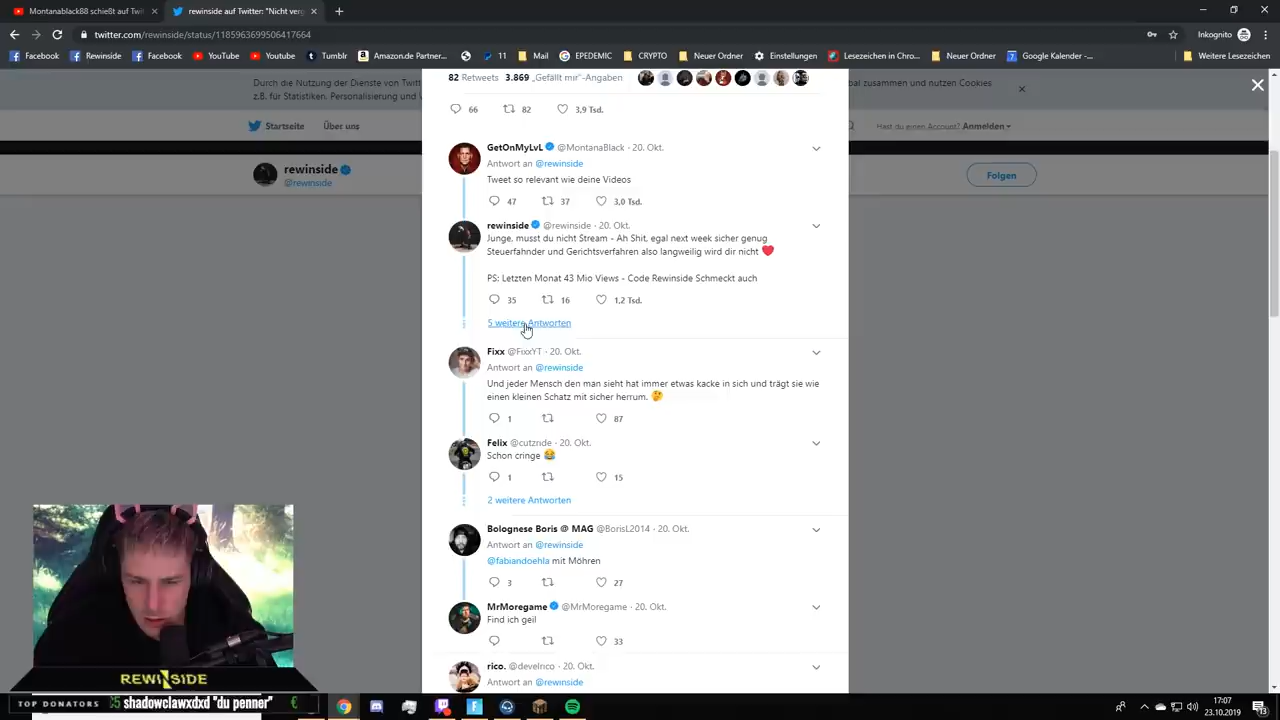 Montanablack88 schießt auf Twit
rewinside auf Twitter "Nicht verg
twitter.com/rewinside/status/1185963699506417664
Inkognito
Facebook
Rewinside
Facebook
YouTube
YouTube
Tumblr
Amazon.de Partner...
11
Mail
EPEDEMIC
CRYPTO
Neuer Ordner
Einstellungen
Lesezeichen in Chro...
Neuer Ordner
Google Kalender -...
Weitere Lesezeichen
Durch die Nutzung der Dienste von Twitt
z.B. für Statistiken, Personalisierung und
bal zusammen und nutzen Cookies
82 Retweets 3.869 „Gefällt mir"-Angaben
66 82 3,9 Tsd.
Startseite Über uns
Hast du einen Account? Anmelden
rewinside
@rewinside
Folgen
GetOnMyLvL @MontanaBlack · 20. Okt.
Antwort an @rewinside
Tweet so relevant wie deine Videos
47 37 3,0 Tsd.
rewinside @rewinside · 20. Okt.
Junge, musst du nicht Stream - Ah Shit, egal next week sicher genug
Steuerfahnder und Gerichtsverfahren also langweilig wird dir nicht ❤️
PS: Letzten Monat 43 Mio Views - Code Rewinside Schmeckt auch
35 16 1,2 Tsd.
5 weitere Antworten
Fixx @FixxYT · 20. Okt.
Antwort an @rewinside
Und jeder Mensch den man sieht hat immer etwas kacke in sich und trägt sie wie
einen kleinen Schatz mit sicher herrum. 🤔
1 87
Felix @cutznde · 20. Okt.
Schon cringe 😂
1 15
2 weitere Antworten
Bolognese Boris @ MAG @BorisL2014 · 20. Okt.
Antwort an @rewinside
@fabiandoehla mit Möhren
3 27
MrMoregame @MrMoregame · 20. Okt.
Find ich geil
33
rico. @develrico · 20. Okt.
Antwort an @rewinside
REWINSIDE
TOP DONATORS
shadowclawxdxd "du penner"
€
17:07
23.10.2019